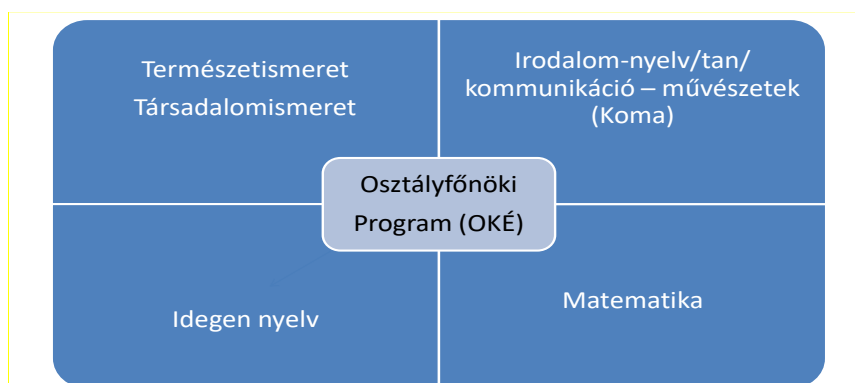 Természetismeret
Társadalomismeret
Irodalom-nyelv/tan/
kommunikáció – művészetek
(Koma)
Osztályfőnöki
Program (OKÉ)
Idegen nyelv
Matematika